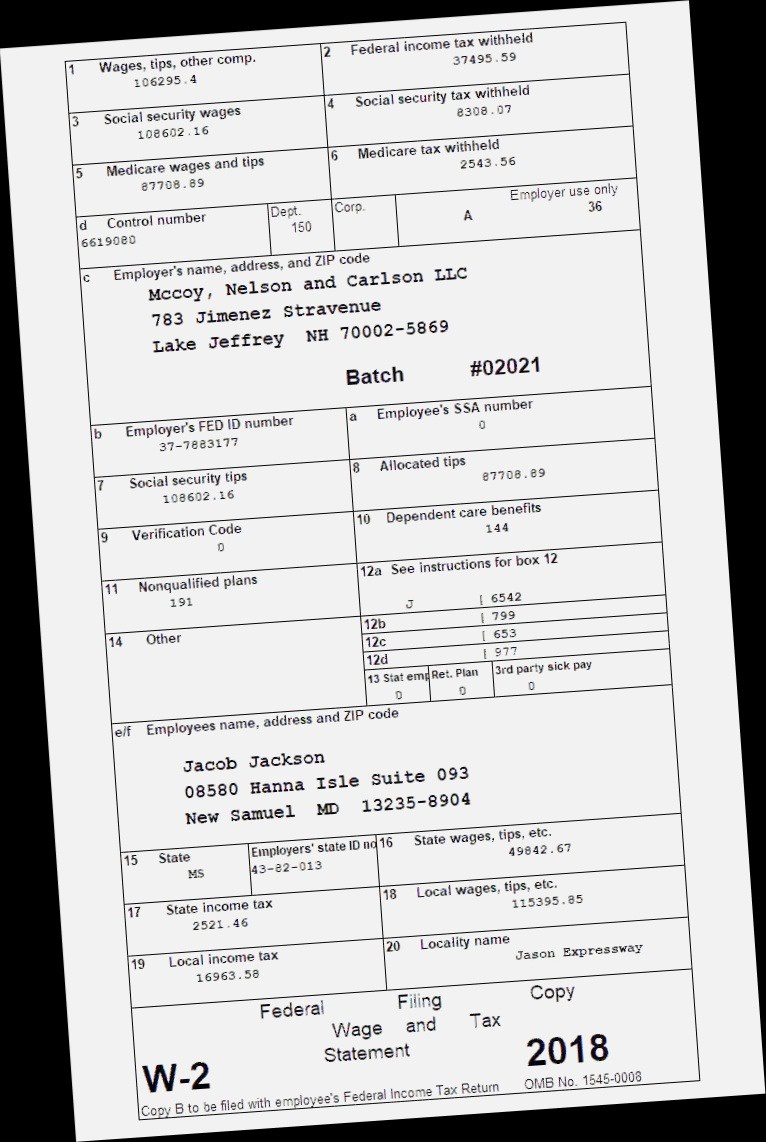 1 Wages, tips, other comp.
106295.4
2 Federal income tax withheld
37495.59
3 Social security wages
108602.16
4 Social security tax withheld
8308.07
5 Medicare wages and tips
87708.89
6 Medicare tax withheld
2543.56
d Control number
6619080
Dept.
150
Corp.
A
Employer use only
36
c Employer's name, address, and ZIP code
Mccoy, Nelson and Carlson LLC
783 Jimenez Stravenue
Lake Jeffrey NH 70002-5869
Batch #02021
b Employer's FED ID number
37-7883177
a Employee's SSA number
0
7 Social security tips
108602.16
8 Allocated tips
87708.89
9 Verification Code
0
10 Dependent care benefits
144
11 Nonqualified plans
191
12a See instructions for box 12
J | 6542
12b | 799
12c | 653
12d | 977
14 Other
13 Stat emp
0
Ret. Plan
0
3rd party sick pay
0
e/f Employees name, address and ZIP code
Jacob Jackson
08580 Hanna Isle Suite 093
New Samuel MD 13235-8904
15 State
MS
Employers' state ID no
43-82-013
16 State wages, tips, etc.
49842.67
17 State income tax
2521.46
18 Local wages, tips, etc.
115395.85
19 Local income tax
16963.58
20 Locality name
Jason Expressway
Federal Filing Copy
Wage and Tax
Statement
W-2 2018
Copy B to be filed with employee's Federal Income Tax Return OMB No. 1545-0008